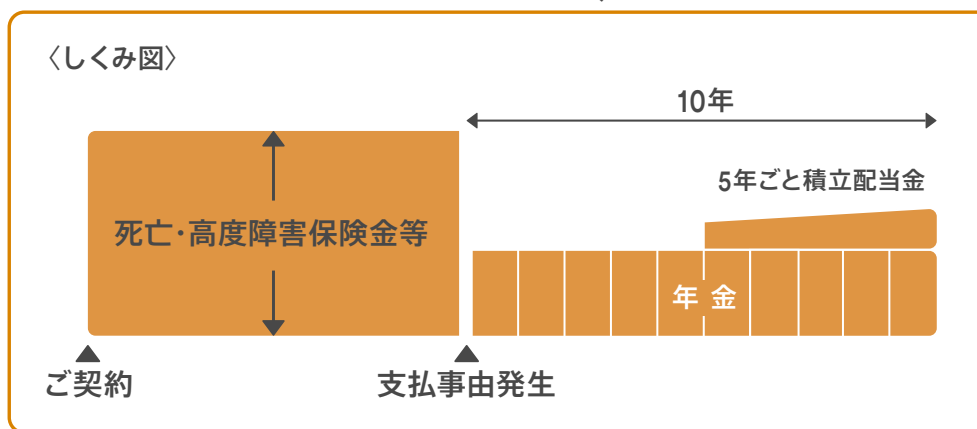 〈しくみ図〉
10年
5年ごと積立配当金
死亡・高度障害保険金等
年金
ご契約
支払事由発生